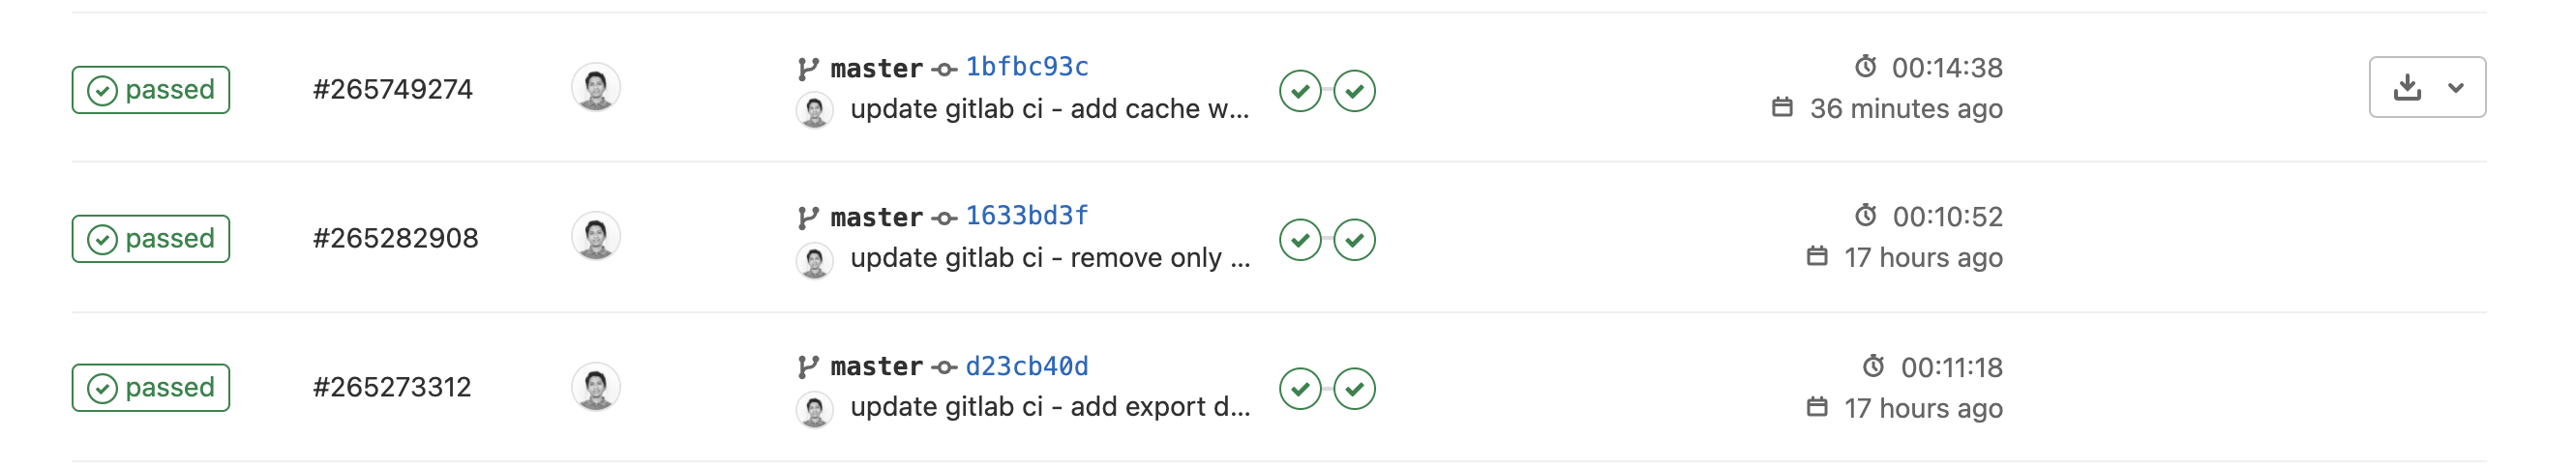 passed
#265749274
master 1bfbc93c
update gitlab ci - add cache w...
00:14:38
36 minutes ago
passed
#265282908
master 1633bd3f
update gitlab ci - remove only ...
00:10:52
17 hours ago
passed
#265273312
master d23cb40d
update gitlab ci - add export d...
00:11:18
17 hours ago